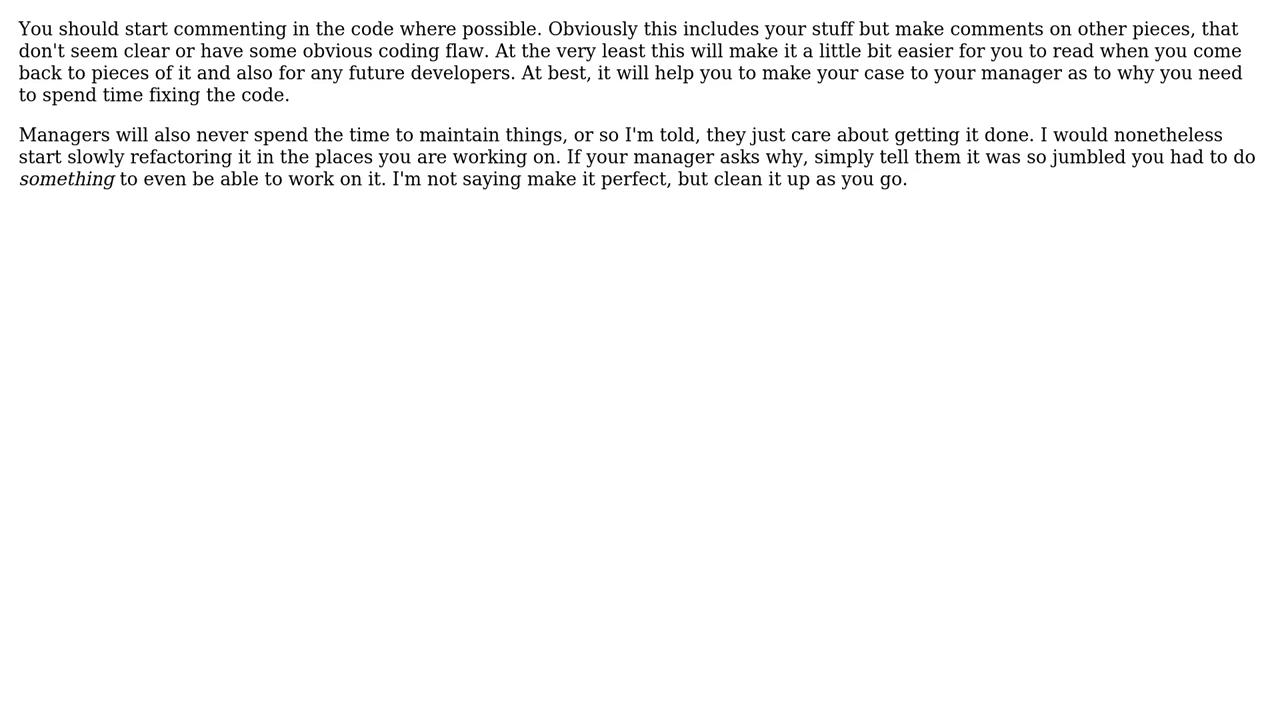 You should start commenting in the code where possible. Obviously this includes your stuff but make comments on other pieces, that
don't seem clear or have some obvious coding flaw. At the very least this will make it a little bit easier for you to read when you come
back to pieces of it and also for any future developers. At best, it will help you to make your case to your manager as to why you need
to spend time fixing the code.
Managers will also never spend the time to maintain things, or so I'm told, they just care about getting it done. I would nonetheless
start slowly refactoring it in the places you are working on. If your manager asks why, simply tell them it was so jumbled you had to do
something to even be able to work on it. I'm not saying make it perfect, but clean it up as you go.